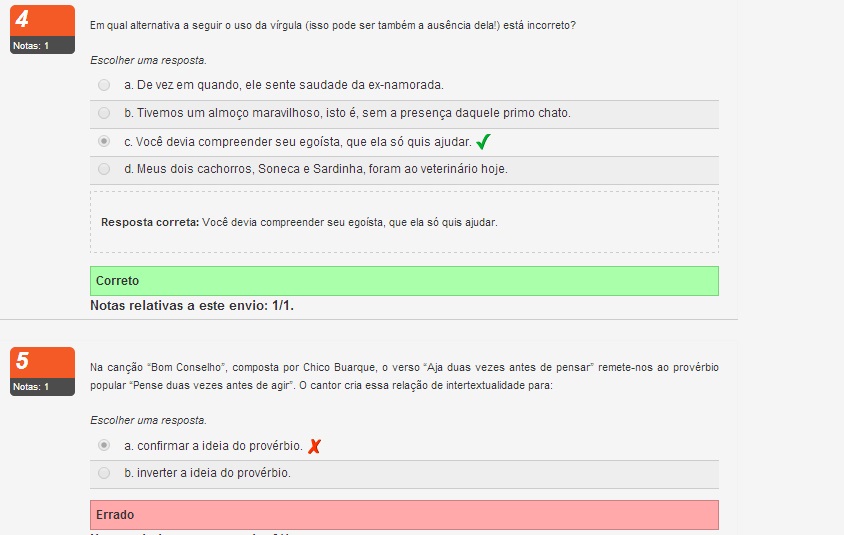 4
Notas: 1
Em qual alternativa a seguir o uso da vírgula (isso pode ser também a ausência dela!) está incorreto?
Escolher uma resposta.
a. De vez em quando, ele sente saudade da ex-namorada.
b. Tivemos um almoço maravilhoso, isto é, sem a presença daquele primo chato.
c. Você devia compreender seu egoísta, que ela só quis ajudar.
d. Meus dois cachorros, Soneca e Sardinha, foram ao veterinário hoje.
Resposta correta: Você devia compreender seu egoísta, que ela só quis ajudar.
Correto
Notas relativas a este envio: 1/1.
5
Notas: 1
Na canção “Bom Conselho”, composta por Chico Buarque, o verso “Aja duas vezes antes de pensar” remete-nos ao provérbio
popular “Pense duas vezes antes de agir”. O cantor cria essa relação de intertextualidade para:
Escolher uma resposta.
a. confirmar a ideia do provérbio.
b. inverter a ideia do provérbio.
Errado